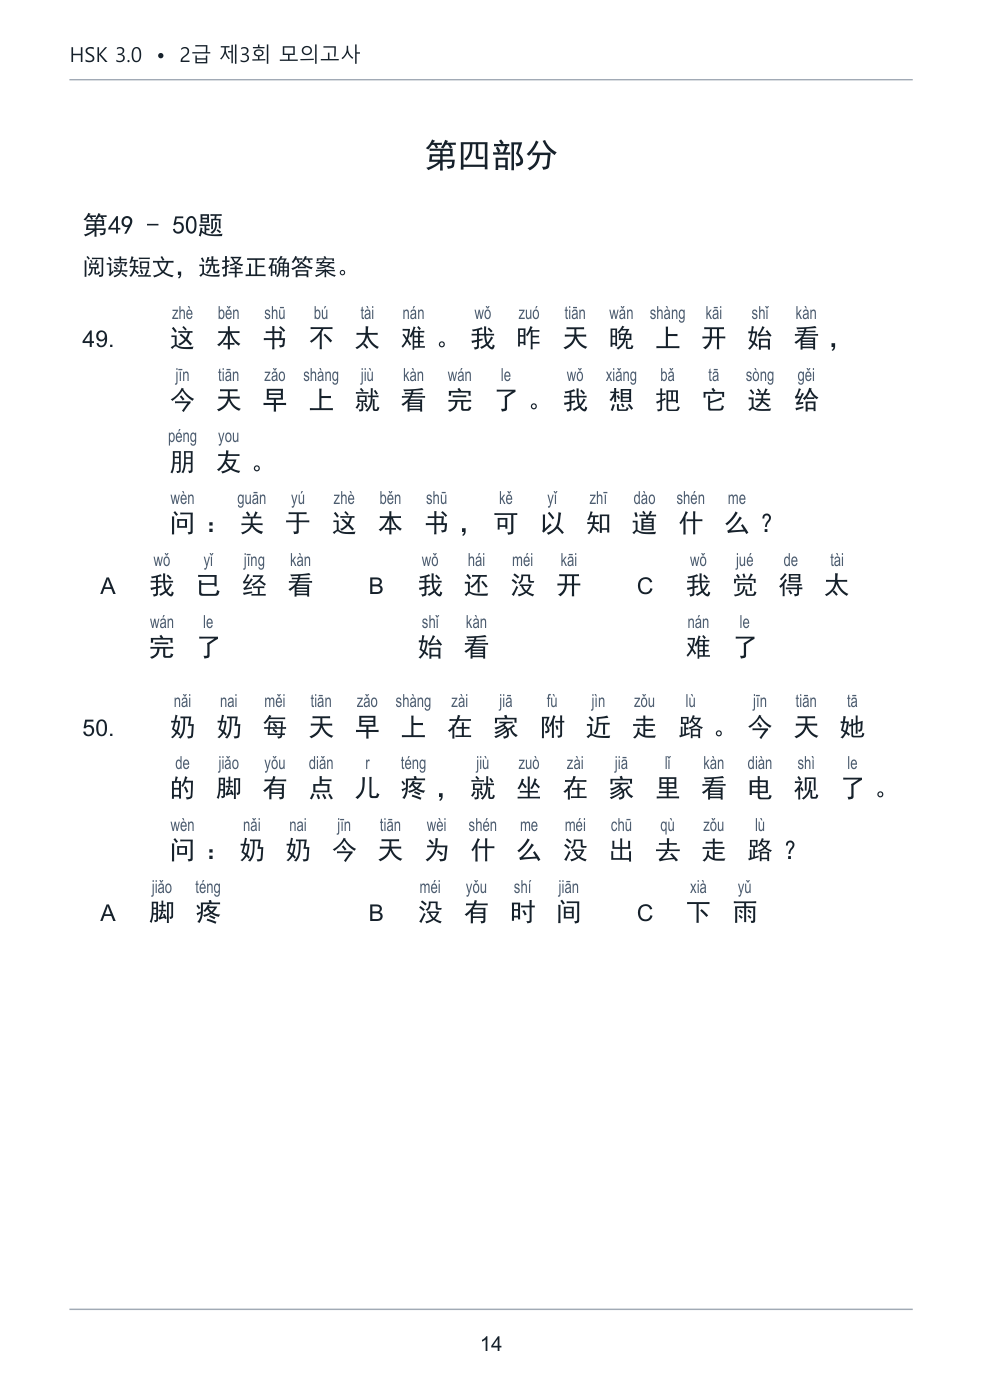 HSK 3.0 • 2급 제3회 모의고사
第四部分
第49 – 50题
阅读短文，选择正确答案。
zhè běn shū bú tài nán wǒ zuó tiān wǎn shàng kāi shǐ kàn
49. 这本书不太难。我昨天晚上开始看，
jīn tiān zǎo shàng jiù kàn wán le wǒ xiǎng bǎ tā sòng gěi
今天早上就看完了。我想把它送给
péng you
朋友。
wèn guān yú zhè běn shū kě yǐ zhī dào shén me
问：关于这本书，可以知道什么？
wǒ yǐ jīng kàn wǒ hái méi kāi wǒ jué de tài
A 我已经看 B 我还没开 C 我觉得太
wán le shǐ kàn nán le
完了 始看 难了
nǎi nai měi tiān zǎo shàng zài jiā fù jìn zǒu lù jīn tiān tā
50. 奶奶每天早上在家附近走路。今天她
de jiǎo yǒu diǎn r téng jiù zuò zài jiā lǐ kàn diàn shì le
的脚有点儿疼，就坐在家里看电视了。
wèn nǎi nai jīn tiān wèi shén me méi chū qù zǒu lù
问：奶奶今天为什么没出去走路？
jiǎo téng méi yǒu shí jiān xià yǔ
A 脚疼 B 没有时间 C 下雨
14